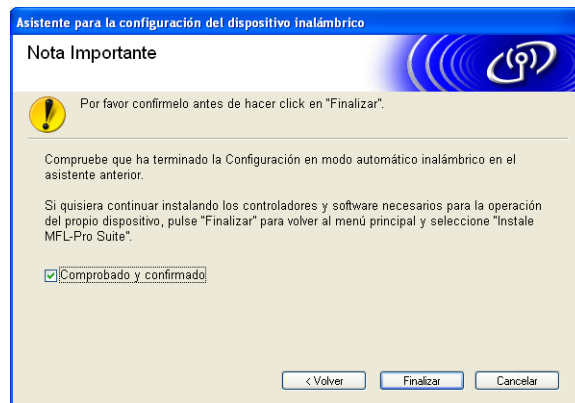 Asistente para la configuración del dispositivo inalámbrico
Nota Importante
Por favor confírmelo antes de hacer click en "Finalizar".
Compruebe que ha terminado la Configuración en modo automático inalámbrico en el
asistente anterior.
Si quisiera continuar instalando los controladores y software necesarios para la operación
del propio dispositivo, pulse "Finalizar" para volver al menú principal y seleccione "Instale
MFL-Pro Suite".
Comprobado y confirmado
< Volver
Finalizar
Cancelar